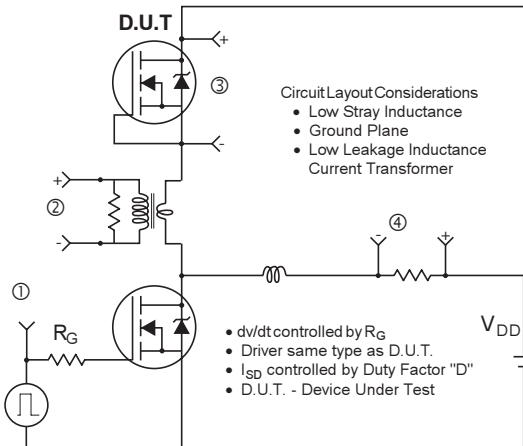 D.U.T
+
③
-
Circuit Layout Considerations
• Low Stray Inductance
• Ground Plane
• Low Leakage Inductance
Current Transformer
+
②
-
-
④
+
①
RG
VDD
• dv/dt controlled by RG
• Driver same type as D.U.T.
• ISD controlled by Duty Factor "D"
• D.U.T. - Device Under Test